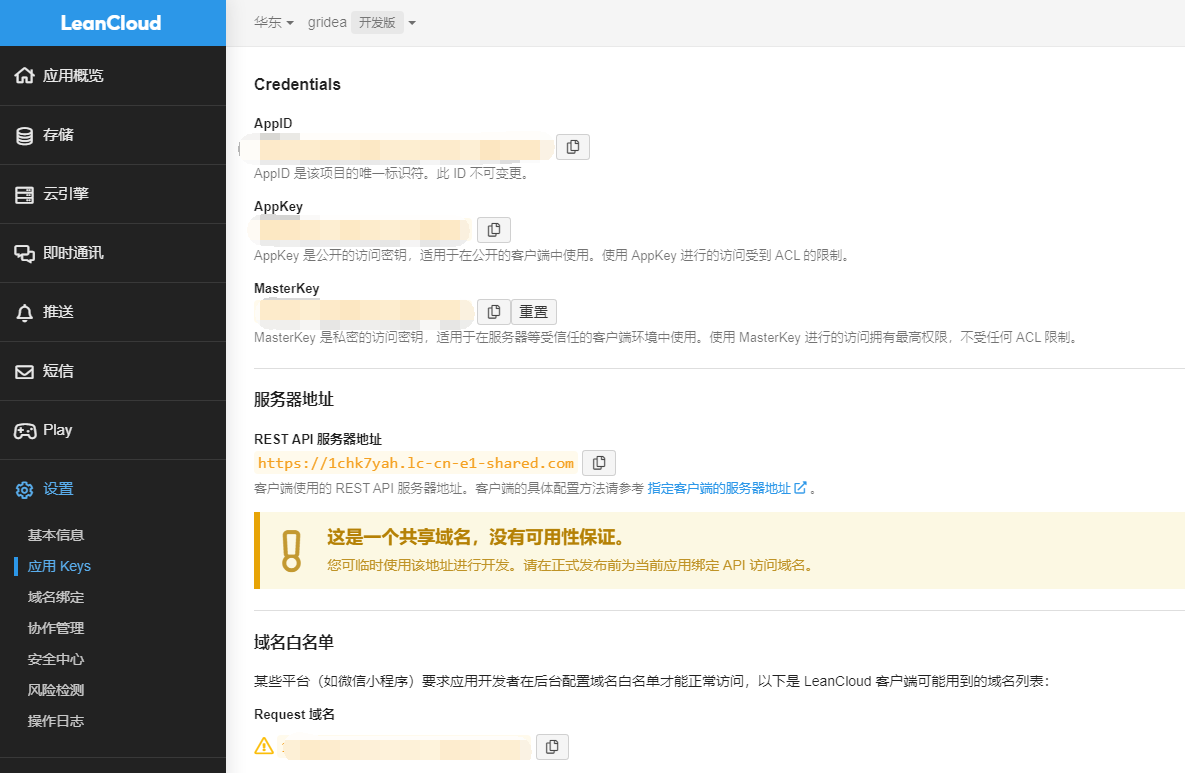 LeanCloud
华东
gridea 开发版
应用概览
存储
云引擎
即时通讯
推送
短信
Play
设置
基本信息
应用 Keys
域名绑定
协作管理
安全中心
风险检测
操作日志
Credentials
AppID
AppID 是该项目的唯一标识符。此 ID 不可变更。
AppKey
AppKey 是公开的访问密钥，适用于在公开的客户端中使用。使用 AppKey 进行的访问受到 ACL 的限制。
MasterKey
重置
MasterKey 是私密的访问密钥，适用于在服务器等受信任的客户端环境中使用。使用 MasterKey 进行的访问拥有最高权限，不受任何 ACL 限制。
服务器地址
REST API 服务器地址
https://1chk7yah.lc-cn-e1-shared.com
客户端使用的 REST API 服务器地址。客户端的具体配置方法请参考 指定客户端的服务器地址 。
这是一个共享域名，没有可用性保证。
您可临时使用该地址进行开发。请在正式发布前为当前应用绑定 API 访问域名。
域名白名单
某些平台（如微信小程序）要求应用开发者在后台配置域名白名单才能正常访问，以下是 LeanCloud 客户端可能用到的域名列表：
Request 域名